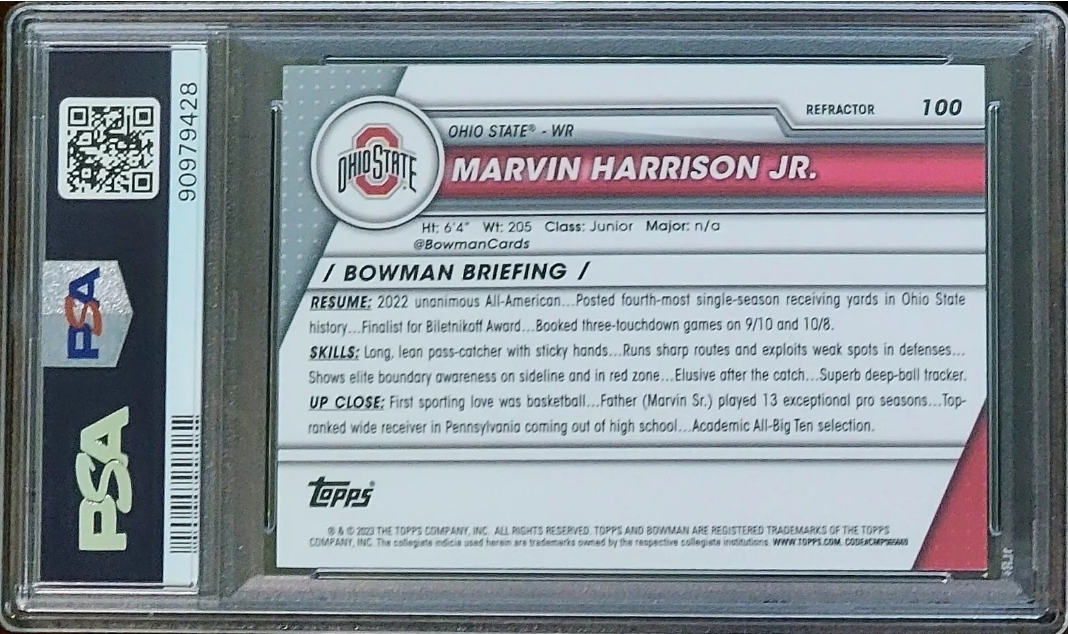 90979428
PSA
PSA
REFRACTOR 100
OHIO STATE® - WR
OHIO STATE
MARVIN HARRISON JR.
Ht: 6'4" Wt: 205 Class: Junior Major: n/a
@BowmanCards
/ BOWMAN BRIEFING /
RESUME: 2022 unanimous All-American...Posted fourth-most single-season receiving yards in Ohio State
history...Finalist for Biletnikoff Award...Booked three-touchdown games on 9/10 and 10/8.
SKILLS: Long, lean pass-catcher with sticky hands...Runs sharp routes and exploits weak spots in defenses...
Shows elite boundary awareness on sideline and in red zone...Elusive after the catch...Superb deep-ball tracker.
UP CLOSE: First sporting love was basketball...Father (Marvin Sr.) played 13 exceptional pro seasons...Top-
ranked wide receiver in Pennsylvania coming out of high school...Academic All-Big Ten selection.
topps
® & © 2023 THE TOPPS COMPANY, INC. ALL RIGHTS RESERVED. TOPPS AND BOWMAN ARE REGISTERED TRADEMARKS OF THE TOPPS
COMPANY, INC. The collegiate indicia used herein are trademarks owned by the respective collegiate institutions. WWW.TOPPS.COM.